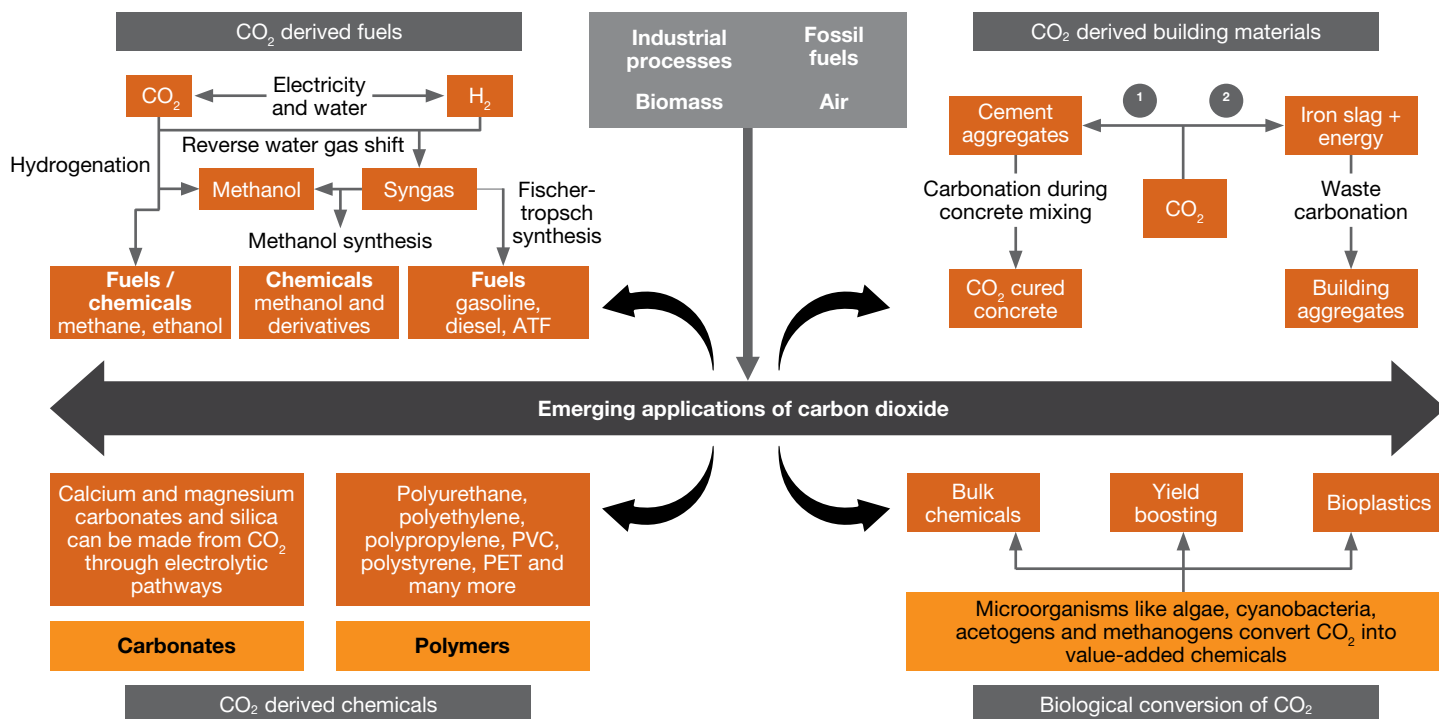 CO₂ derived fuels
CO₂
Electricity
and water
H₂
Hydrogenation
Reverse water gas shift
Methanol
Syngas
Fischer-
tropsch
synthesis
Methanol synthesis
Fuels /
chemicals
methane, ethanol
Chemicals
methanol and
derivatives
Fuels
gasoline,
diesel, ATF
Industrial
processes
Fossil
fuels
Biomass
Air
CO₂ derived building materials
Cement
aggregates
1
2
Iron slag +
energy
Carbonation during
concrete mixing
CO₂
Waste
carbonation
CO₂ cured
concrete
Building
aggregates
Emerging applications of carbon dioxide
Calcium and magnesium
carbonates and silica
can be made from CO₂
through electrolytic
pathways
Polyurethane,
polyethylene,
polypropylene, PVC,
polystyrene, PET and
many more
Carbonates
Polymers
CO₂ derived chemicals
Bulk
chemicals
Yield
boosting
Bioplastics
Microorganisms like algae, cyanobacteria,
acetogens and methanogens convert CO₂ into
value-added chemicals
Biological conversion of CO₂